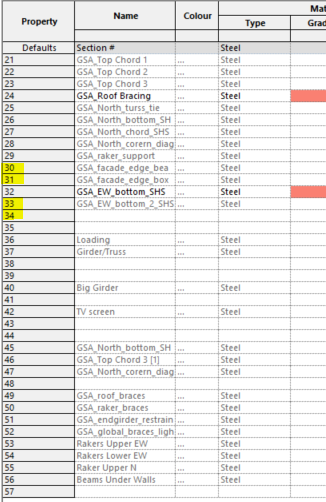 Property Name Colour Mat
Type Grad
Defaults Section # Steel
21 GSA_Top Chord 1 ... Steel
22 GSA_Top Chord 2 ... Steel
23 GSA_Top Chord 3 ... Steel
24 GSA_Roof Bracing ... Steel
25 GSA_North_turss_tie ... Steel
26 GSA_North_bottom_SH ... Steel
27 GSA_North_chord_SHS ... Steel
28 GSA_North_corern_diag ... Steel
29 GSA_raker_support ... Steel
30 GSA_facade_edge_bea ... Steel
31 GSA_facade_edge_box ... Steel
32 GSA_EW_bottom_SHS ... Steel
33 GSA_EW_bottom_2_SHS ... Steel
34
35
36 Loading ... Steel
37 Girder/Truss ... Steel
38
39
40 Big Girder ... Steel
41
42 TV screen ... Steel
43
44
45 GSA_North_bottom_SH ... Steel
46 GSA_Top Chord 3 [1] ... Steel
47 GSA_North_corern_diag ... Steel
48
49 GSA_roof_braces ... Steel
50 GSA_raker_braces ... Steel
51 GSA_endgirder_restrain ... Steel
52 GSA_global_braces_ligh ... Steel
53 Rakers Upper EW ... Steel
54 Rakers Lower EW ... Steel
55 Raker Upper N ... Steel
56 Beams Under Walls ... Steel
57